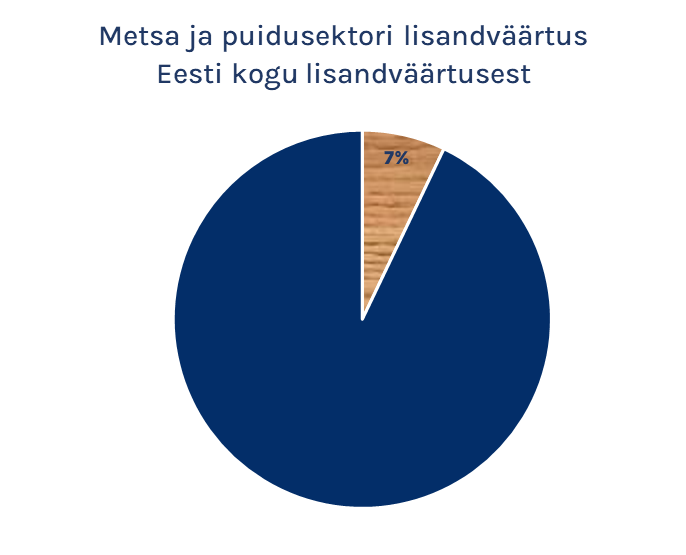 Metsa ja puidusektori lisandväärtus
Eesti kogu lisandväärtusest
7%